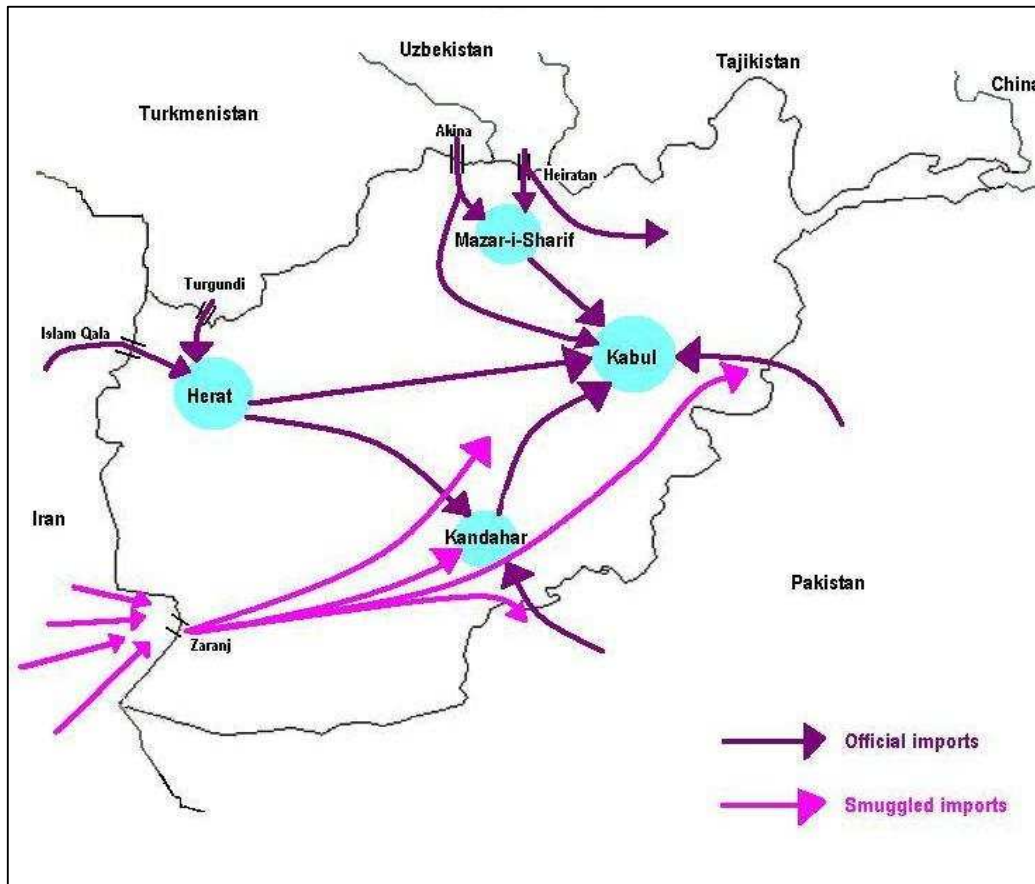 Uzbekistan
Tajikistan
China
Turkmenistan
Akina
Heiratan
Mazar-i-Sharif
Turgundi
Islam Qala
Kabul
Herat
Iran
Kandahar
Pakistan
Zaranj
Official imports
Smuggled imports